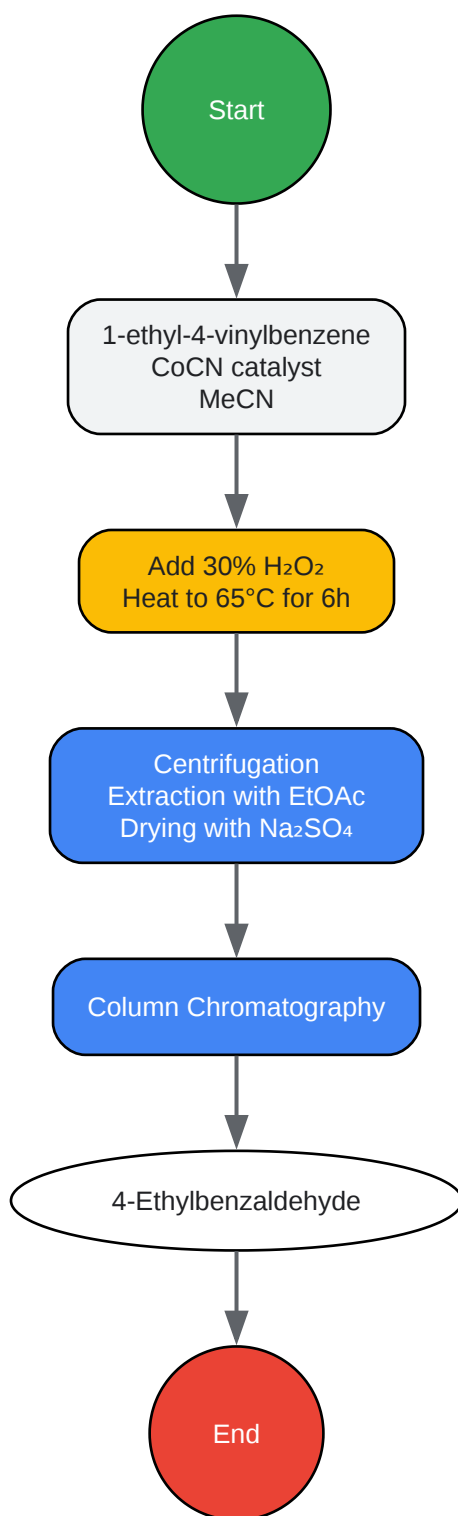 Start
1-ethyl-4-vinylbenzene
CoCN catalyst
MeCN
Add 30% H₂O₂
Heat to 65°C for 6h
Centrifugation
Extraction with EtOAc
Drying with Na₂SO₄
Column Chromatography
4-Ethylbenzaldehyde
End